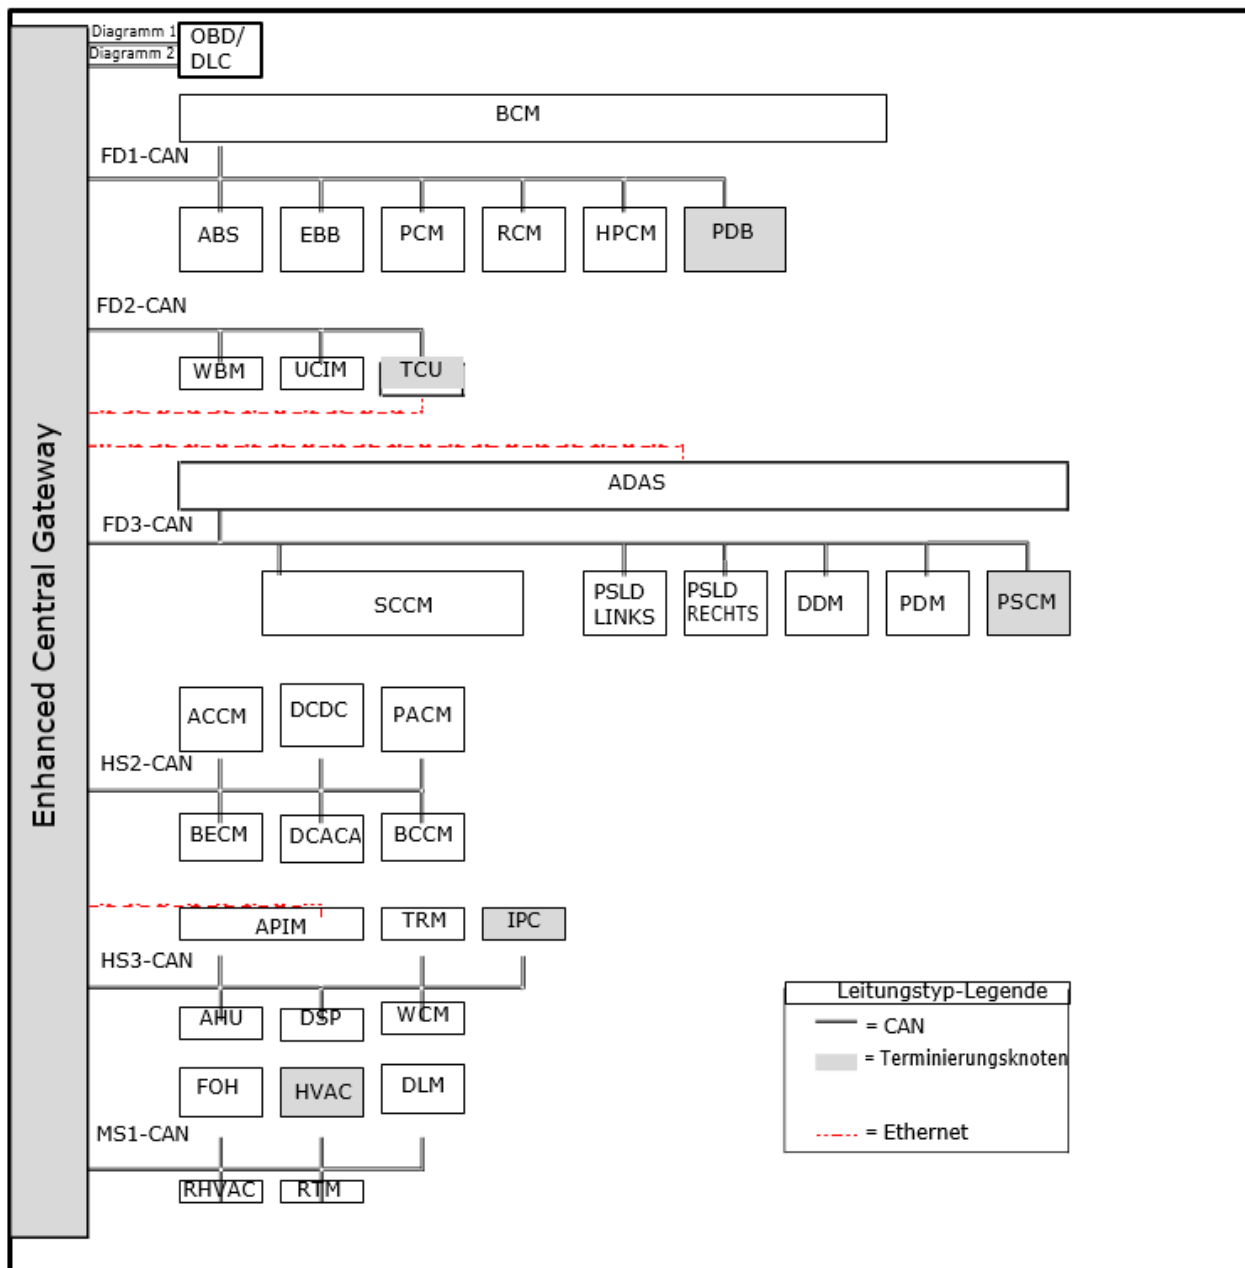 Enhanced Central Gateway
Diagramm 1
Diagramm 2
OBD/
DLC
BCM
FD1-CAN
ABS
EBB
PCM
RCM
HPCM
PDB
FD2-CAN
WBM
UCIM
TCU
ADAS
FD3-CAN
SCCM
PSLD
LINKS
PSLD
RECHTS
DDM
PDM
PSCM
ACCM
DCDC
PACM
HS2-CAN
BECM
DCACA
BCCM
APIM
TRM
IPC
HS3-CAN
AHU
DSP
WCM
FOH
HVAC
DLM
MS1-CAN
RHVAC
RTM
Leitungstyp-Legende
= CAN
= Terminierungsknoten
= Ethernet